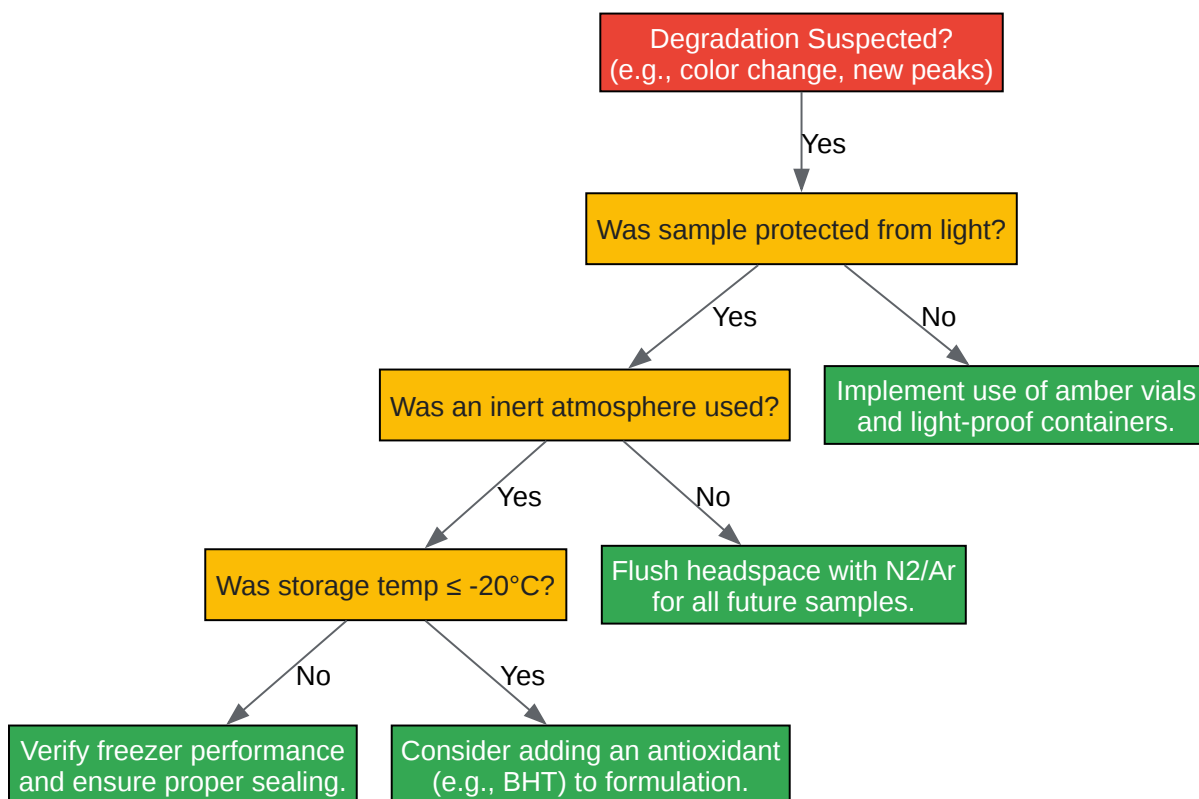 Degradation Suspected?
(e.g., color change, new peaks)
Yes
Was sample protected from light?
Yes
No
Was an inert atmosphere used?
Implement use of amber vials
and light-proof containers.
Yes
No
Was storage temp ≤ -20°C?
Flush headspace with N2/Ar
for all future samples.
No
Yes
Verify freezer performance
and ensure proper sealing.
Consider adding an antioxidant
(e.g., BHT) to formulation.